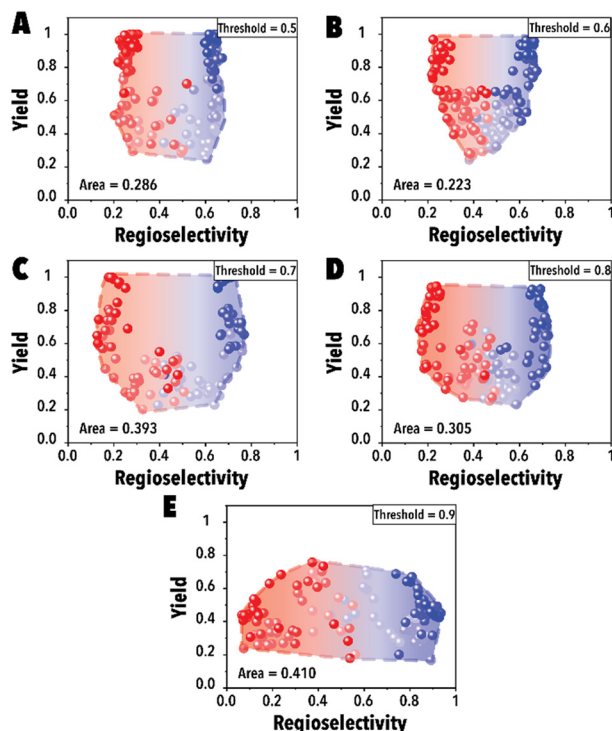 A
Threshold = 0.5
1
0.8
0.6
0.4
0.2
0.0
Yield
Area = 0.286
0.0 0.2 0.4 0.6 0.8 1
Regioselectivity
B
Threshold = 0.6
1
0.8
0.6
0.4
0.2
0.0
Yield
Area = 0.223
0.0 0.2 0.4 0.6 0.8 1
Regioselectivity
C
Threshold = 0.7
1
0.8
0.6
0.4
0.2
0.0
Yield
Area = 0.393
0.0 0.2 0.4 0.6 0.8 1
Regioselectivity
D
Threshold = 0.8
1
0.8
0.6
0.4
0.2
0.0
Yield
Area = 0.305
0.0 0.2 0.4 0.6 0.8 1
Regioselectivity
E
Threshold = 0.9
1
0.8
0.6
0.4
0.2
0.0
Yield
Area = 0.410
0.0 0.2 0.4 0.6 0.8 1
Regioselectivity